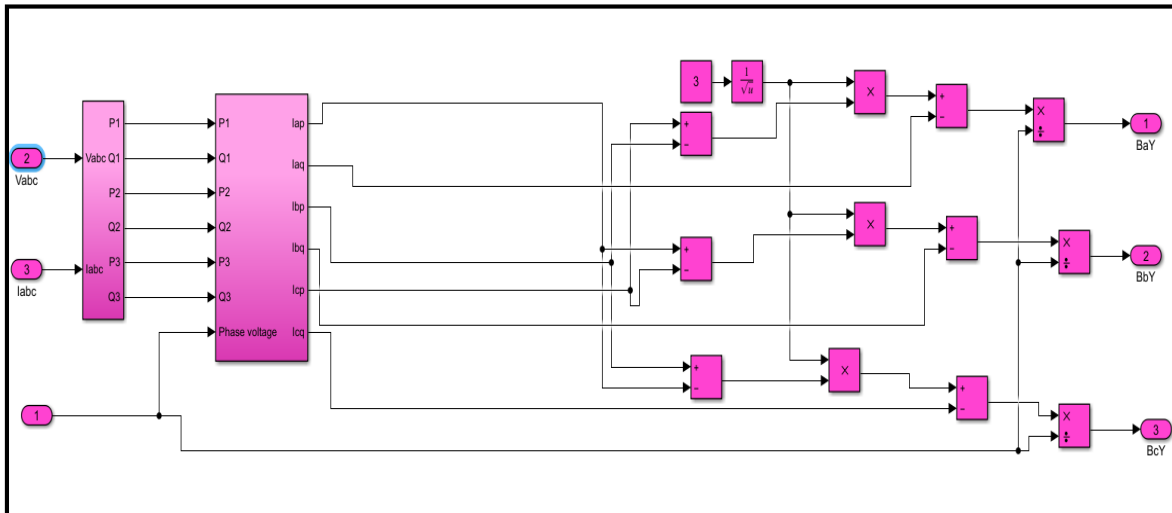 2
Vabc
3
Iabc
1
Vabc
Iabc
P1
Q1
P2
Q2
P3
Q3
P1
Q1
P2
Q2
P3
Q3
Phase voltage
Iap
Iaq
Ibp
Ibq
Icp
Icq
3
1
√u
+
−
X
+
−
X
÷
1
BaY
+
−
X
+
−
X
÷
2
BbY
+
−
X
+
−
X
÷
3
BcY